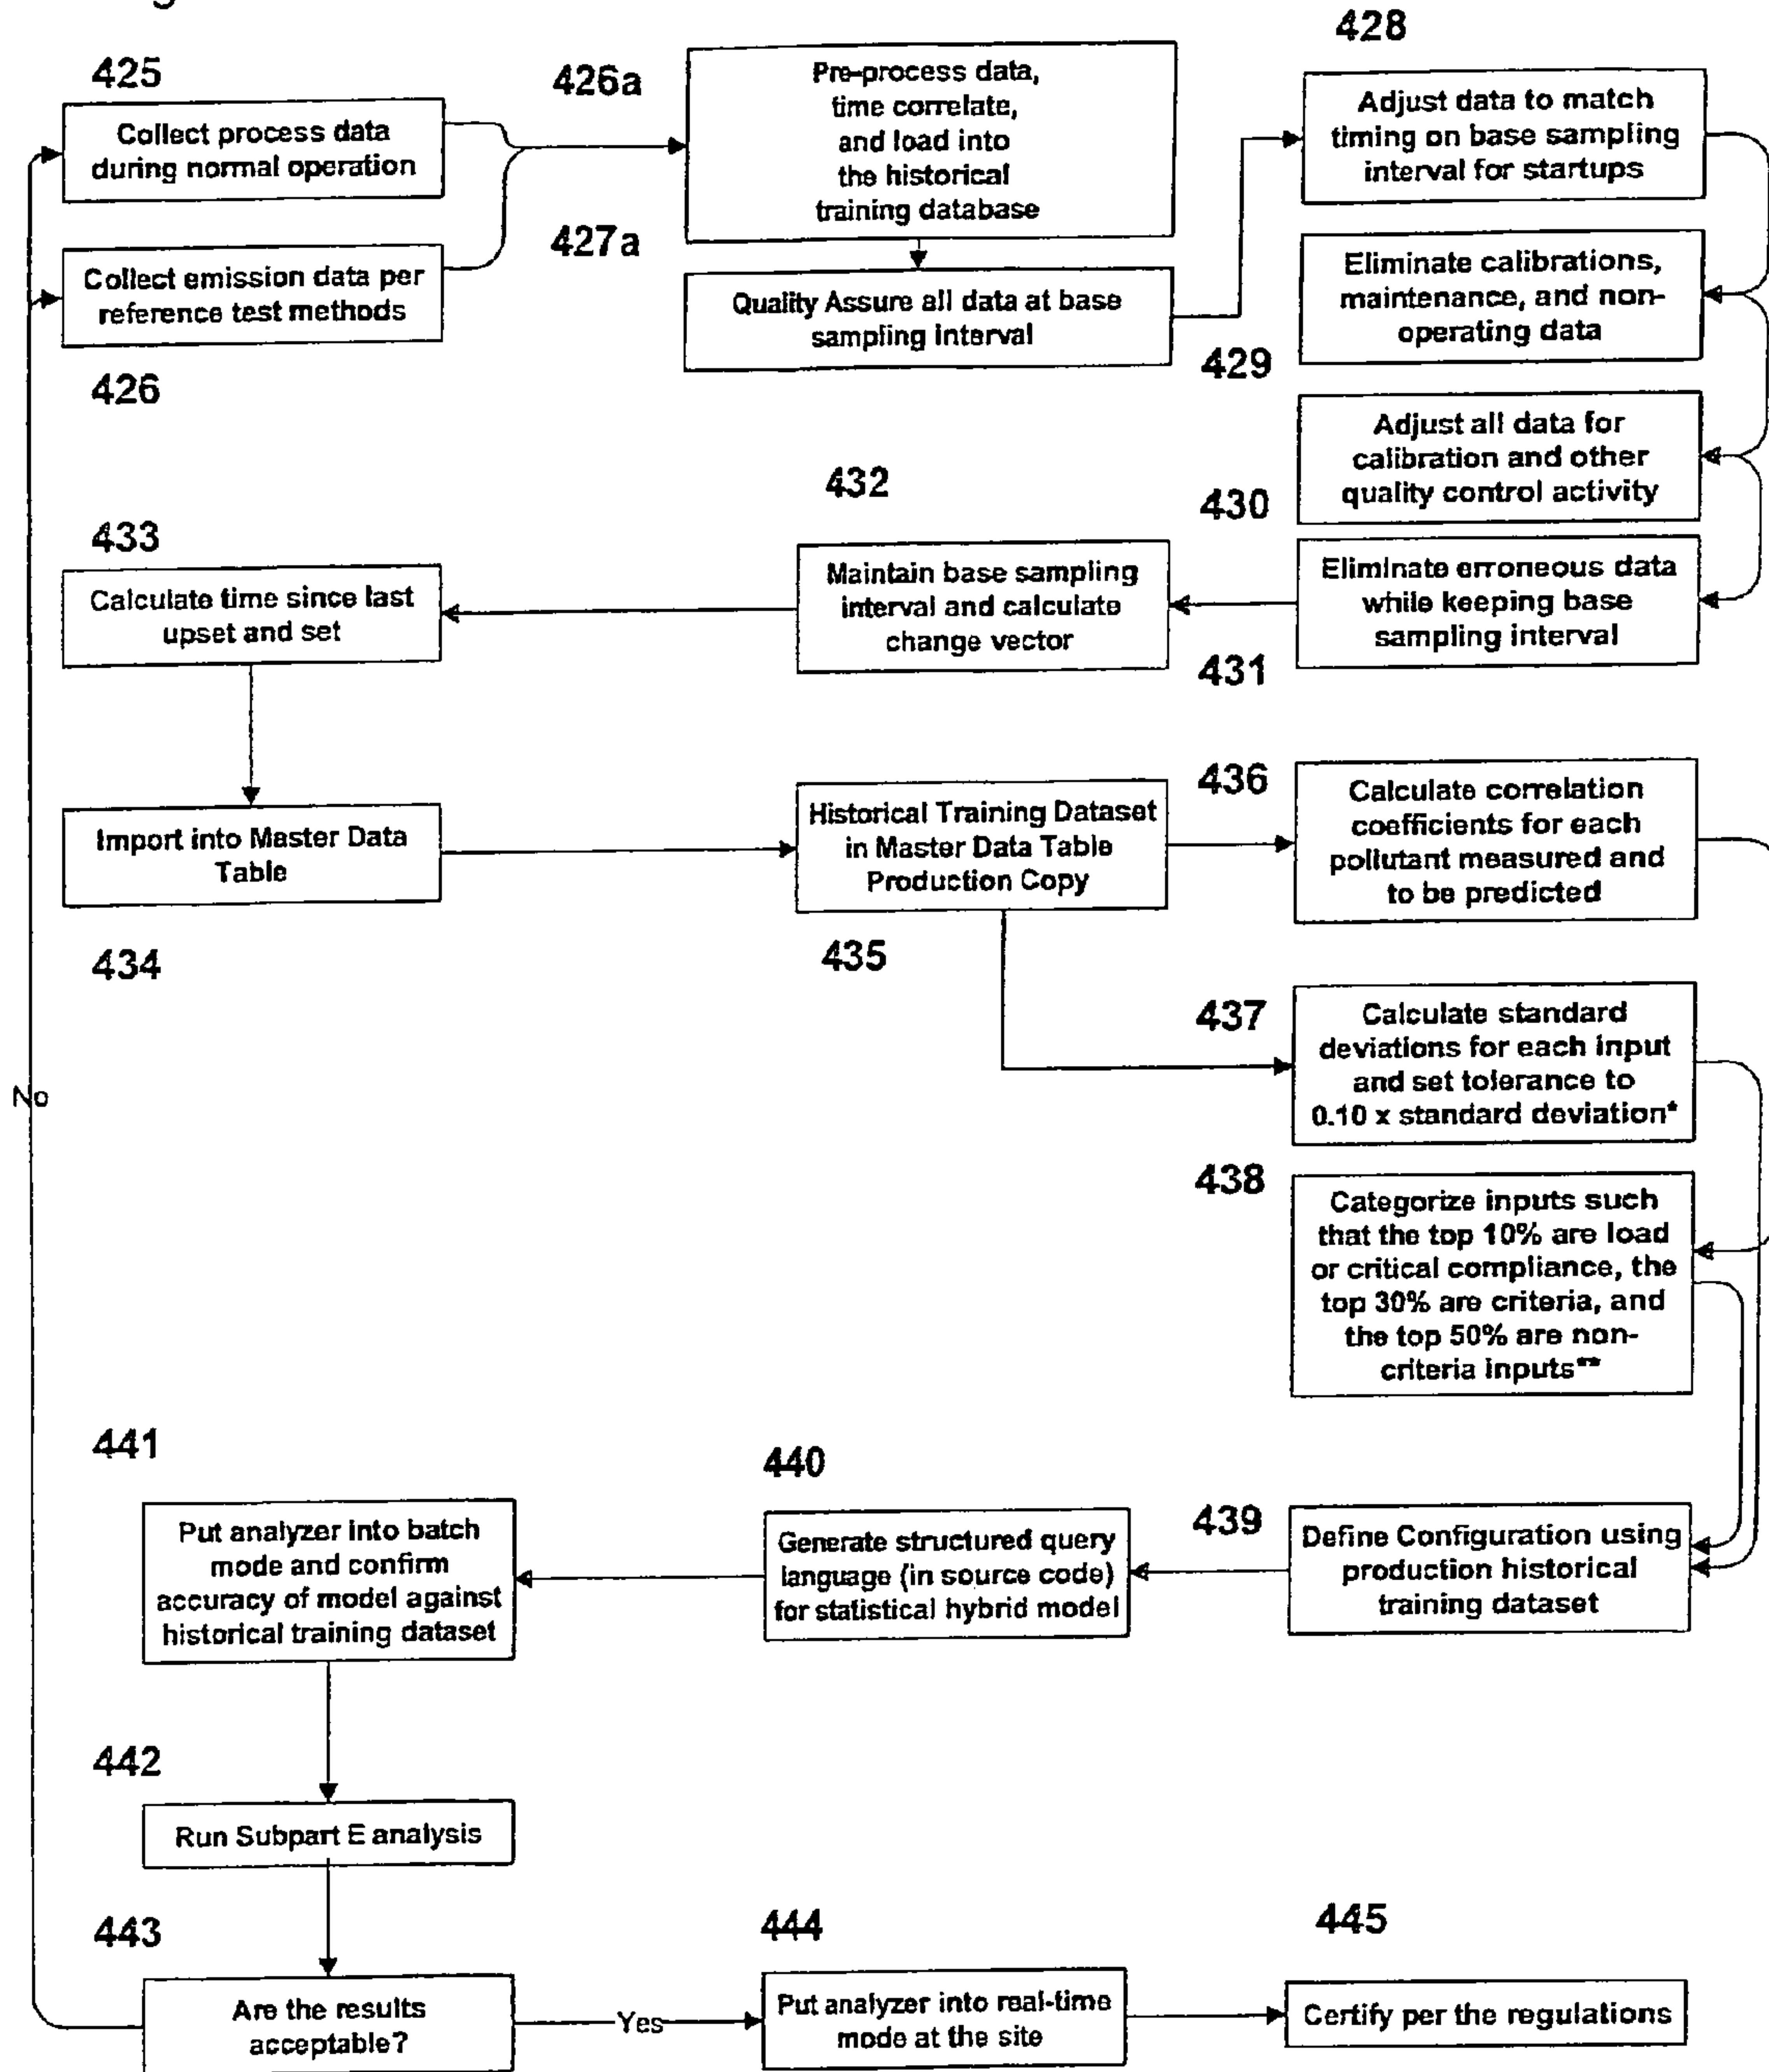 425
Collect process data
during normal operation
Collect emission data per
reference test methods
426
426a
Pre-process data,
time correlate,
and load into
the historical
training database
427a
Quality Assure all data at base
sampling interval
428
Adjust data to match
timing on base sampling
interval for startups
Eliminate calibrations,
maintenance, and non-
operating data
429
Adjust all data for
calibration and other
quality control activity
430
Eliminate erroneous data
while keeping base
sampling interval
431
432
Maintain base sampling
interval and calculate
change vector
433
Calculate time since last
upset and set
Import into Master Data
Table
434
Historical Training Dataset
in Master Data Table
Production Copy
435
436
Calculate correlation
coefficients for each
pollutant measured and
to be predicted
437
Calculate standard
deviations for each input
and set tolerance to
0.10 x standard deviation*
438
Categorize inputs such
that the top 10% are load
or critical compliance, the
top 30% are criteria, and
the top 50% are non-
criteria inputs**
439
Define Configuration using
production historical
training dataset
440
Generate structured query
language (in source code)
for statistical hybrid model
441
Put analyzer into batch
mode and confirm
accuracy of model against
historical training dataset
442
Run Subpart E analysis
443
Are the results
acceptable?
No
Yes
444
Put analyzer into real-time
mode at the site
445
Certify per the regulations